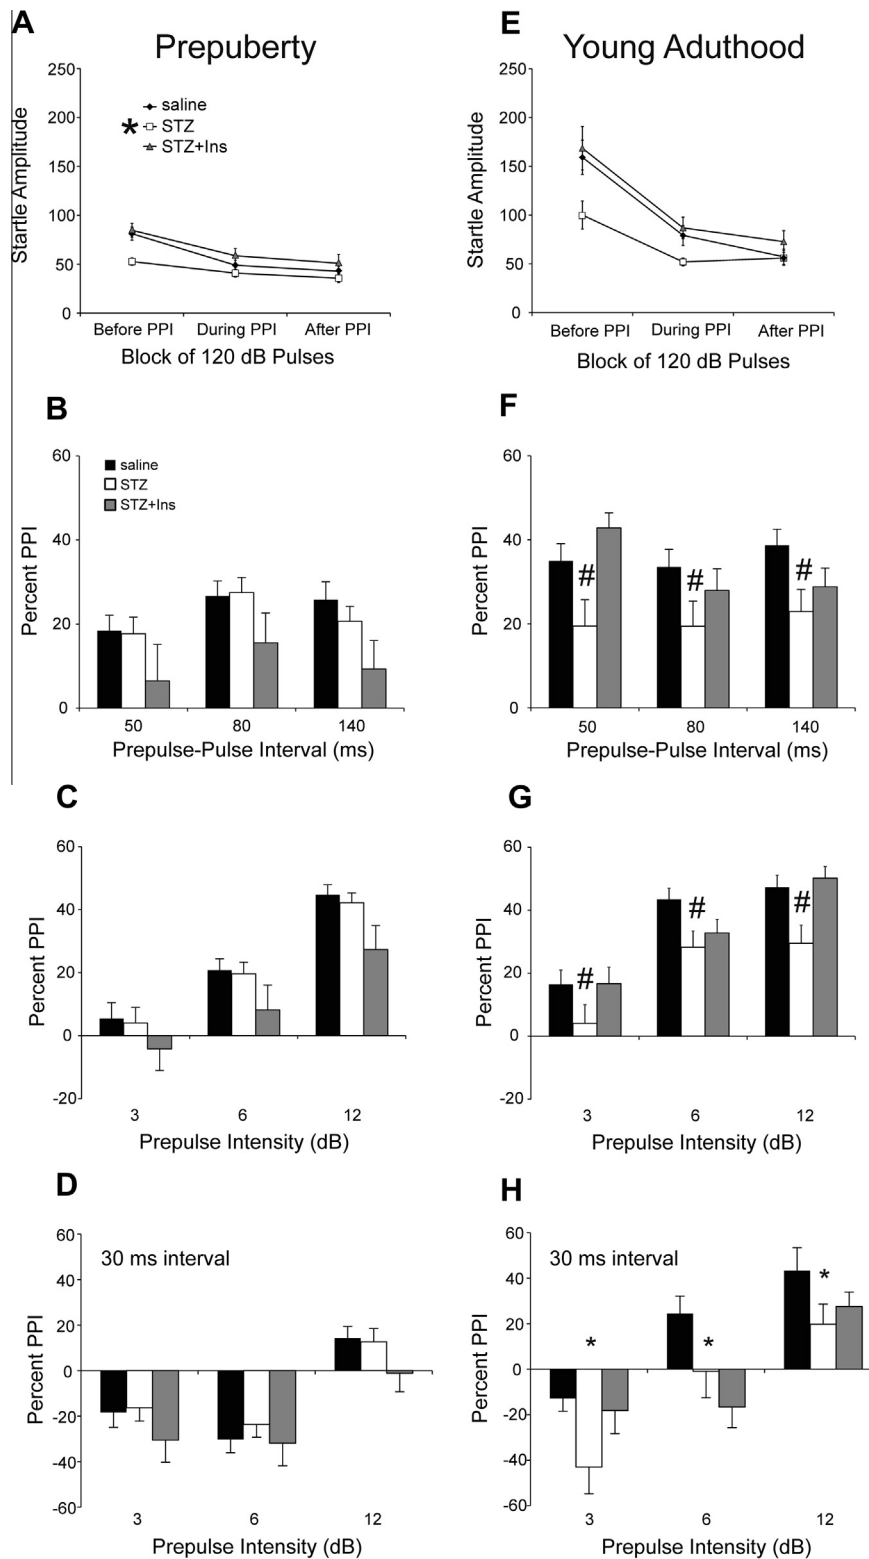 A
Prepuberty
250
200
150
100
50
0
Startle Amplitude
saline
*
STZ
STZ+Ins
Before PPI During PPI After PPI
Block of 120 dB Pulses
E
Young Aduthood
250
200
150
100
50
0
Startle Amplitude
Before PPI During PPI After PPI
Block of 120 dB Pulses
B
60
40
20
0
Percent PPI
saline
STZ
STZ+Ins
50 80 140
Prepulse-Pulse Interval (ms)
F
60
40
20
0
Percent PPI
# # #
50 80 140
Prepulse-Pulse Interval (ms)
C
60
40
20
0
-20
Percent PPI
3 6 12
Prepulse Intensity (dB)
G
60
40
20
0
-20
Percent PPI
# # #
3 6 12
Prepulse Intensity (dB)
D
60
40
20
0
-20
-40
-60
Percent PPI
30 ms interval
3 6 12
Prepulse Intensity (dB)
H
60
40
20
0
-20
-40
-60
Percent PPI
30 ms interval
* * *
3 6 12
Prepulse Intensity (dB)